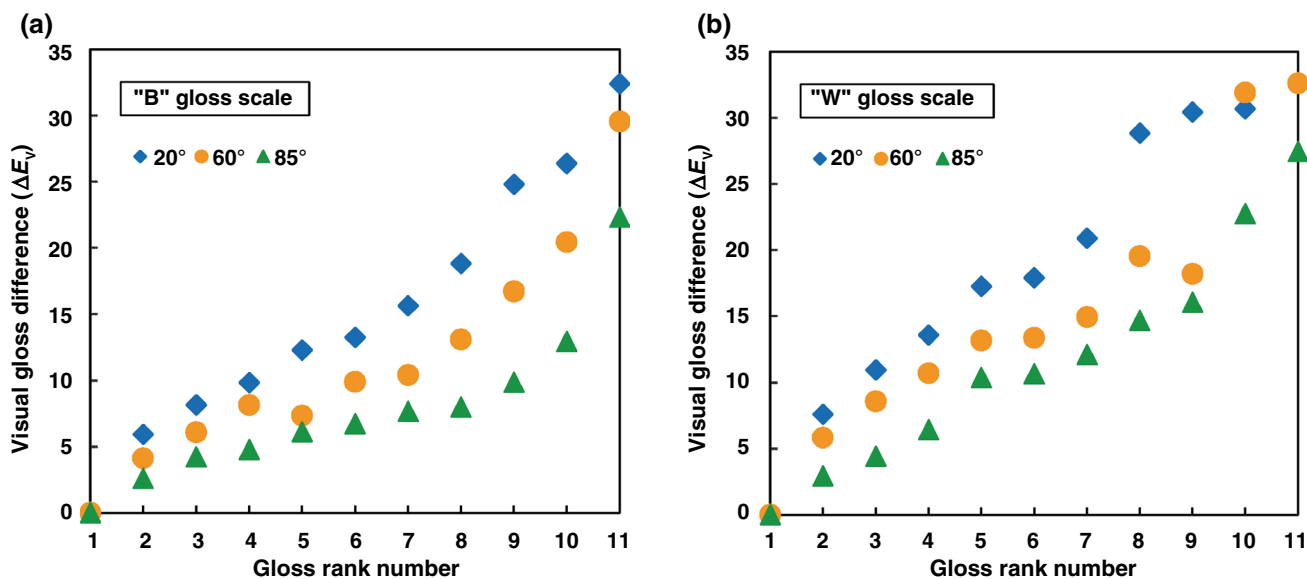 (a)
35
30
25
20
15
10
5
0
Visual gloss difference (ΔEv)
"B" gloss scale
20° 60° 85°
1 2 3 4 5 6 7 8 9 10 11
Gloss rank number
(b)
35
30
25
20
15
10
5
0
Visual gloss difference (ΔEv)
"W" gloss scale
20° 60° 85°
1 2 3 4 5 6 7 8 9 10 11
Gloss rank number